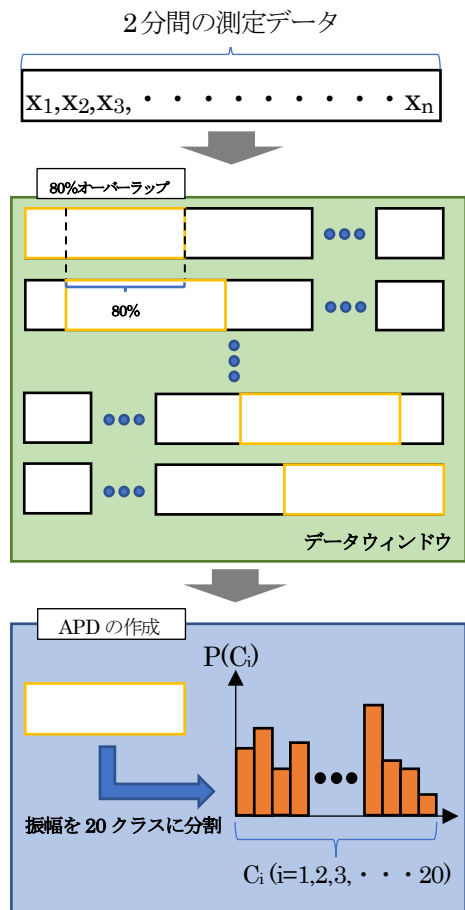 2分間の測定データ
x1,x2,x3,・・・・・・・・・xn
80%オーバーラップ
80%
データウィンドウ
APDの作成
P(Ci)
振幅を20クラスに分割
Ci (i=1,2,3,・・・20)